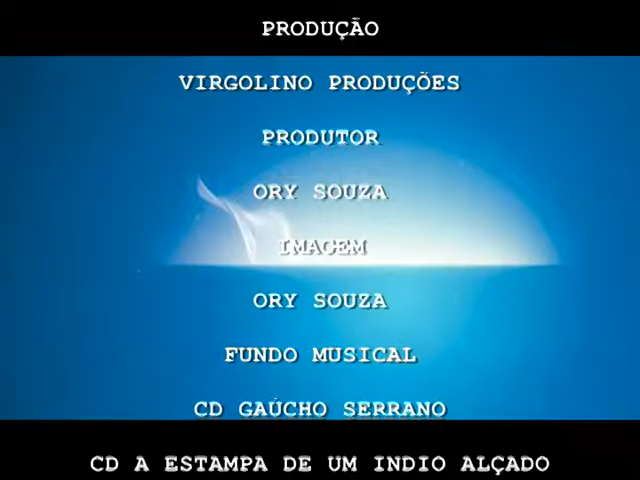 PRODUÇÃO
VIRGOLINO PRODUÇÕES
PRODUTOR
ORY SOUZA
IMAGEM
ORY SOUZA
FUNDO MUSICAL
CD GAÚCHO SERRANO
CD A ESTAMPA DE UM INDIO ALÇADO